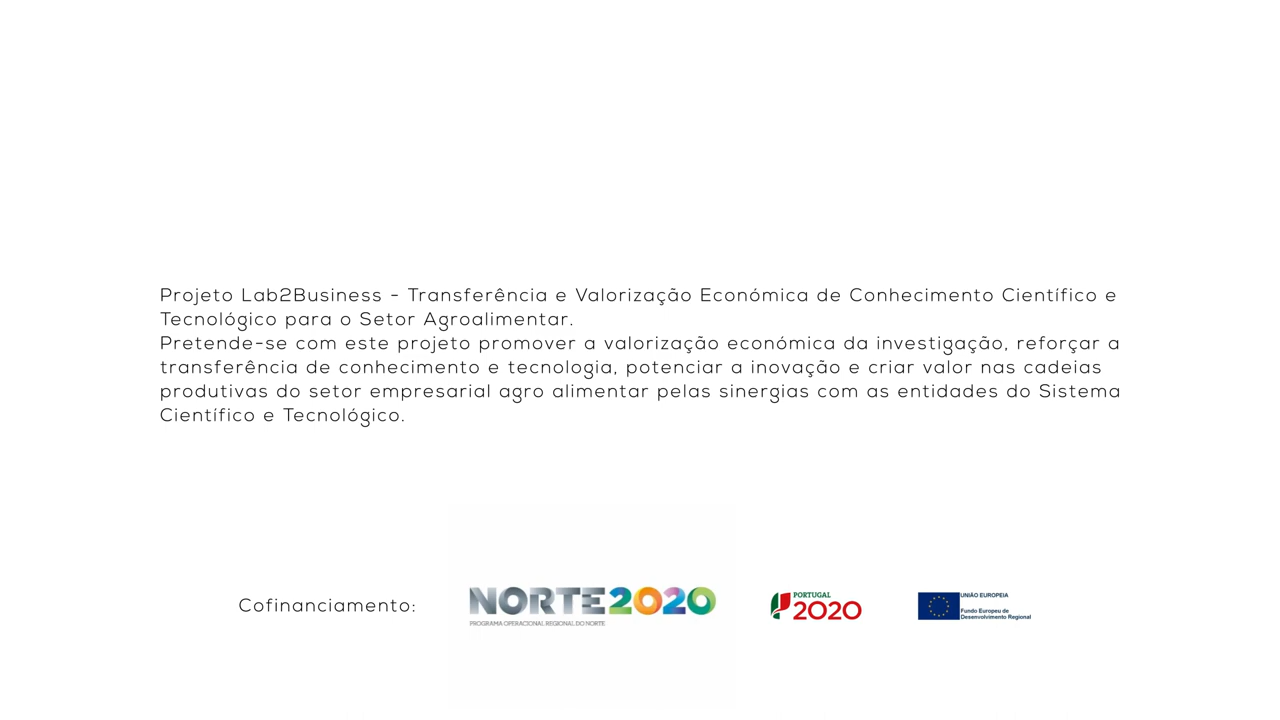 Projeto Lab2Business - Transferência e Valorização Económica de Conhecimento Científico e
Tecnológico para o Setor Agroalimentar.
Pretende-se com este projeto promover a valorização económica da investigação, reforçar a
transferência de conhecimento e tecnologia, potenciar a inovação e criar valor nas cadeias
produtivas do setor empresarial agro alimentar pelas sinergias com as entidades do Sistema
Científico e Tecnológico.
Cofinanciamento:
NORTE2020
PROGRAMA OPERACIONAL REGIONAL DO NORTE
PORTUGAL
2020
UNIÃO EUROPEIA
Fundo Europeu de
Desenvolvimento Regional